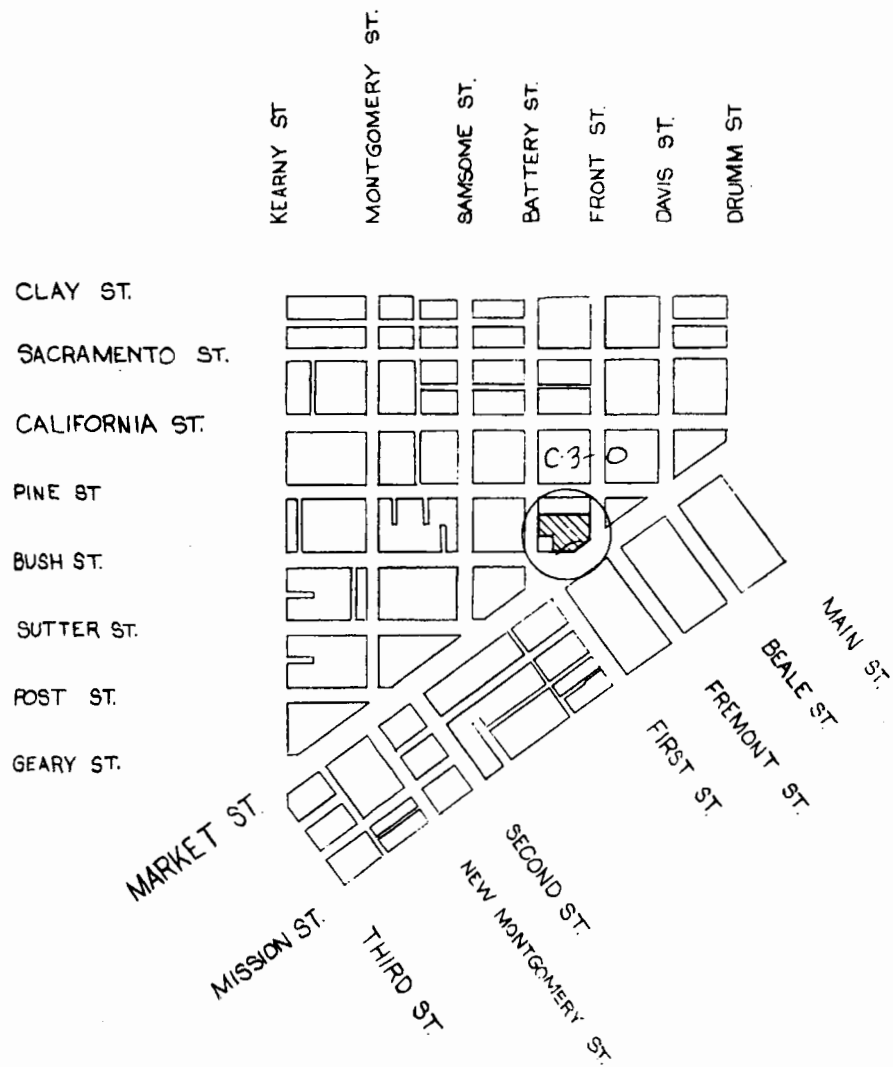 KEARNY ST
MONTGOMERY ST.
SAMSOME ST.
BATTERY ST.
FRONT ST.
DAVIS ST.
DRUMM ST
CLAY ST.
SACRAMENTO ST.
CALIFORNIA ST.
C-3-O
PINE ST
BUSH ST.
SUTTER ST.
POST ST.
GEARY ST.
MARKET ST.
MISSION ST.
THIRD ST.
NEW MONTGOMERY ST.
SECOND ST.
FIRST ST.
FREMONT ST.
BEALE ST.
MAIN ST.